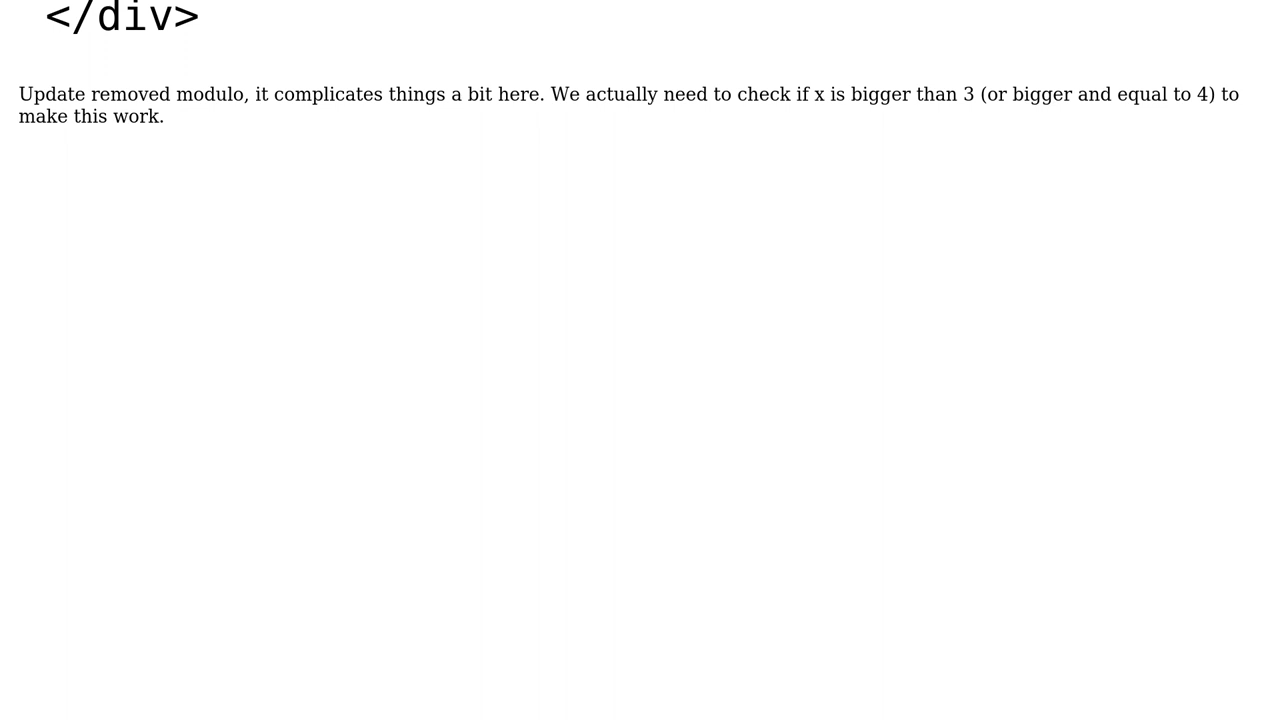 </div>
Update removed modulo, it complicates things a bit here. We actually need to check if x is bigger than 3 (or bigger and equal to 4) to
make this work.